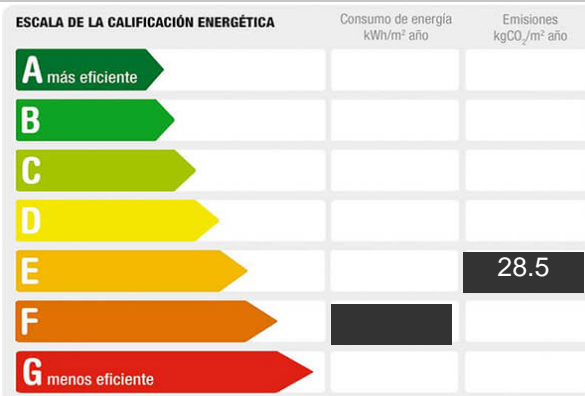 ESCALA DE LA CALIFICACIÓN ENERGÉTICA
Consumo de energía
kWh/m² año
Emisiones
kgCO₂/m² año
A más eficiente
B
C
D
E
28.5
F
G menos eficiente